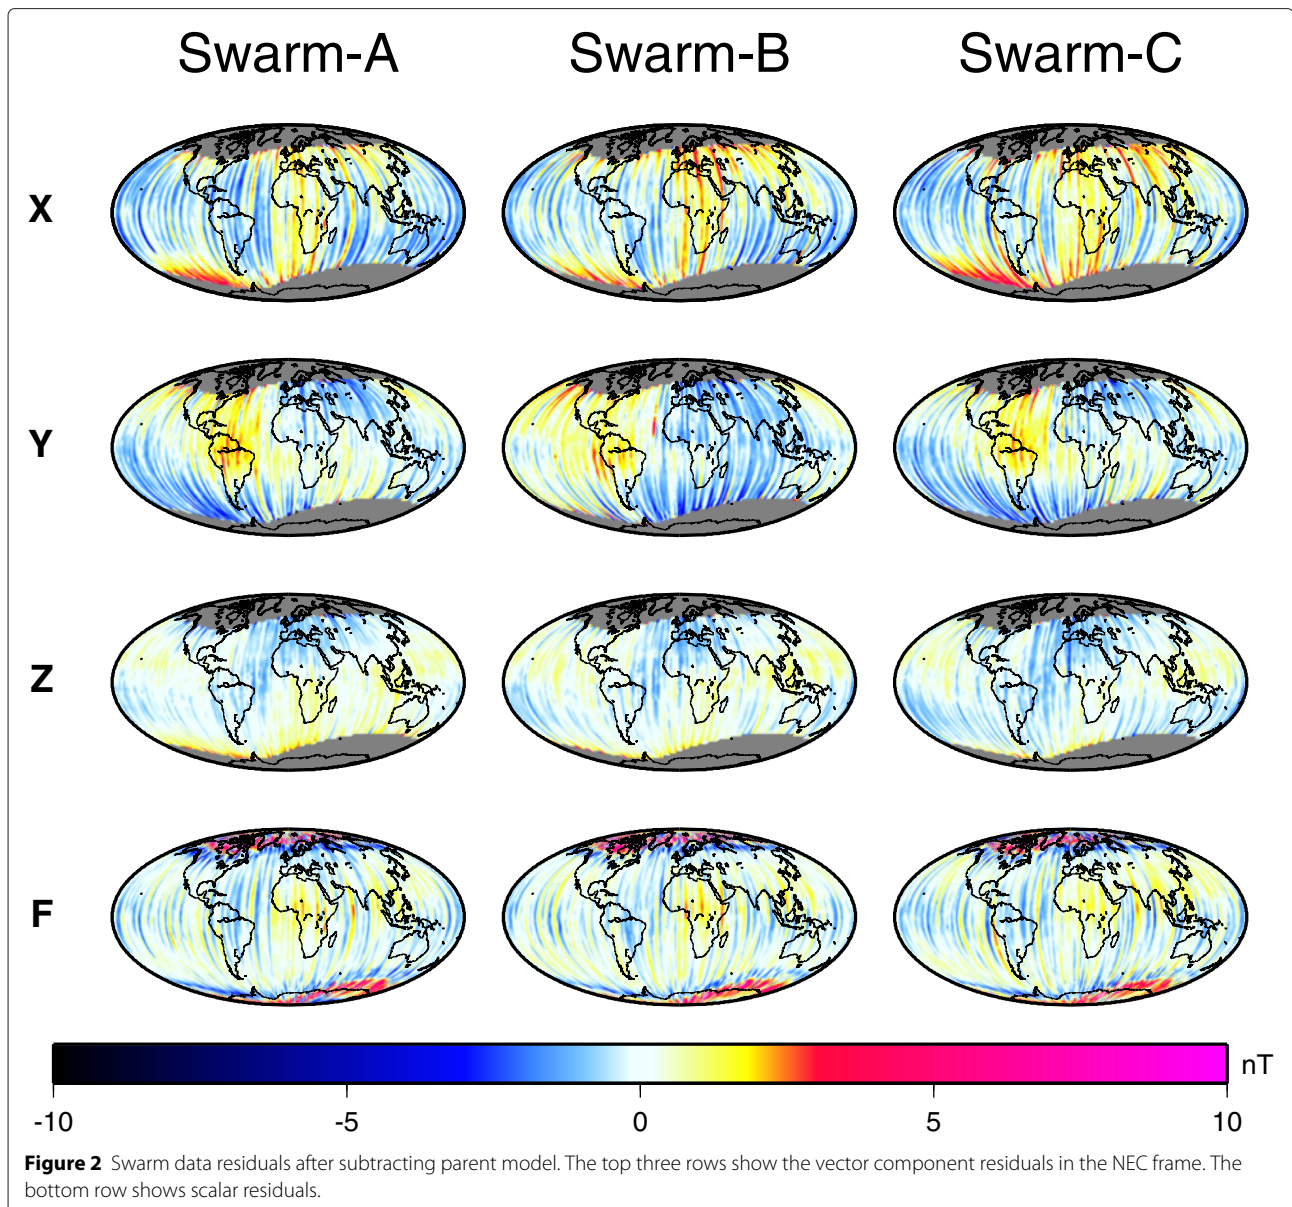 Swarm-A Swarm-B Swarm-C
X
Y
Z
F
nT
-10 -5 0 5 10
Figure 2 Swarm data residuals after subtracting parent model. The top three rows show the vector component residuals in the NEC frame. The
bottom row shows scalar residuals.